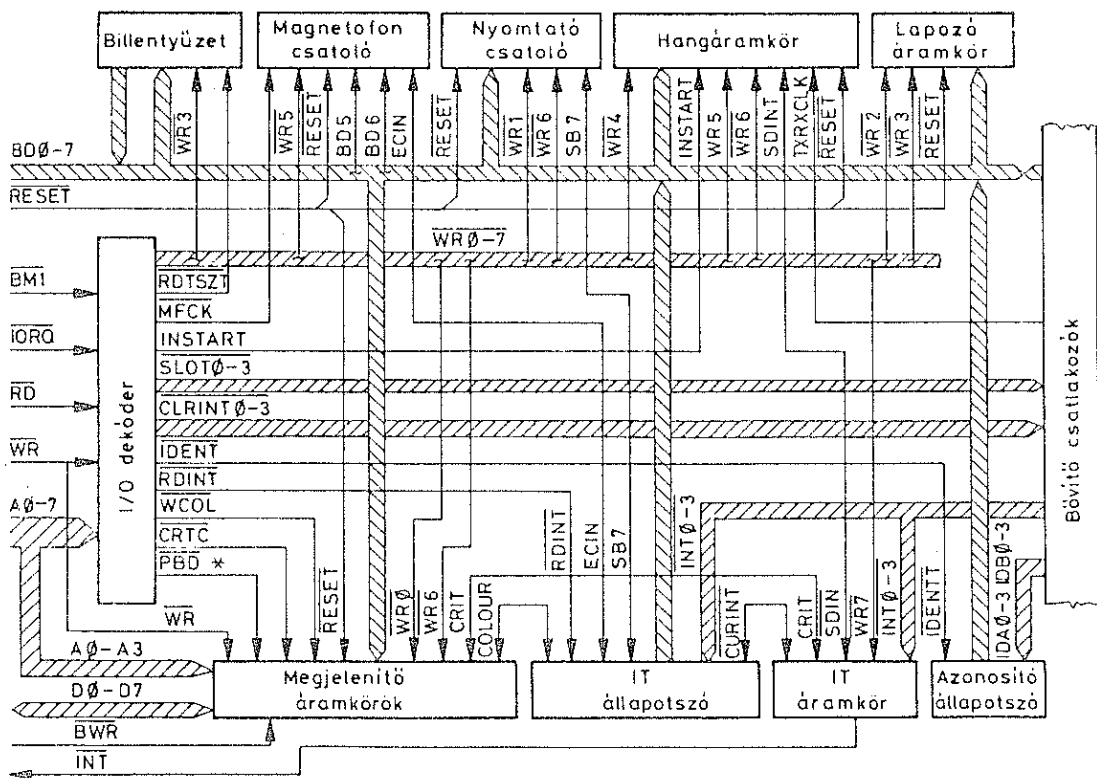 Billentyüzet
Magnetofon
csatoló
Nyomtató
csatoló
Hangáramkör
Lapozó
áramkör
WR3
WR5
RESET
BD5
BD6
ECIN
RESET
WR1
WR6
SB7
WR4
INSTART
WR5
WR6
SDINT
TXRXCLK
RESET
WR2
WR3
RESET
BDØ-7
RESET
WRØ-7
BM1
IORQ
RD
WR
AØ-7
I/O dekóder
RDTSZT
MFCK
INSTART
SLOTØ-3
CLRINTØ-3
IDENT
RDINT
WCOL
CRTC
PBD *
WR
AØ-A3
DØ-D7
BWR
INT
RESET
WRØ
WR6
CRIT
COLOUR
RDINT
ECIN
SB7
INTØ-3
CURINT
CRIT
SDIN
WR7
INTØ-3
IDENTT
IDAØ-3
IDBØ-3
Bővítő csatlakozók
Megjelenítő
áramkörök
IT
állapotszó
IT
áramkör
Azonosító
állapotszó